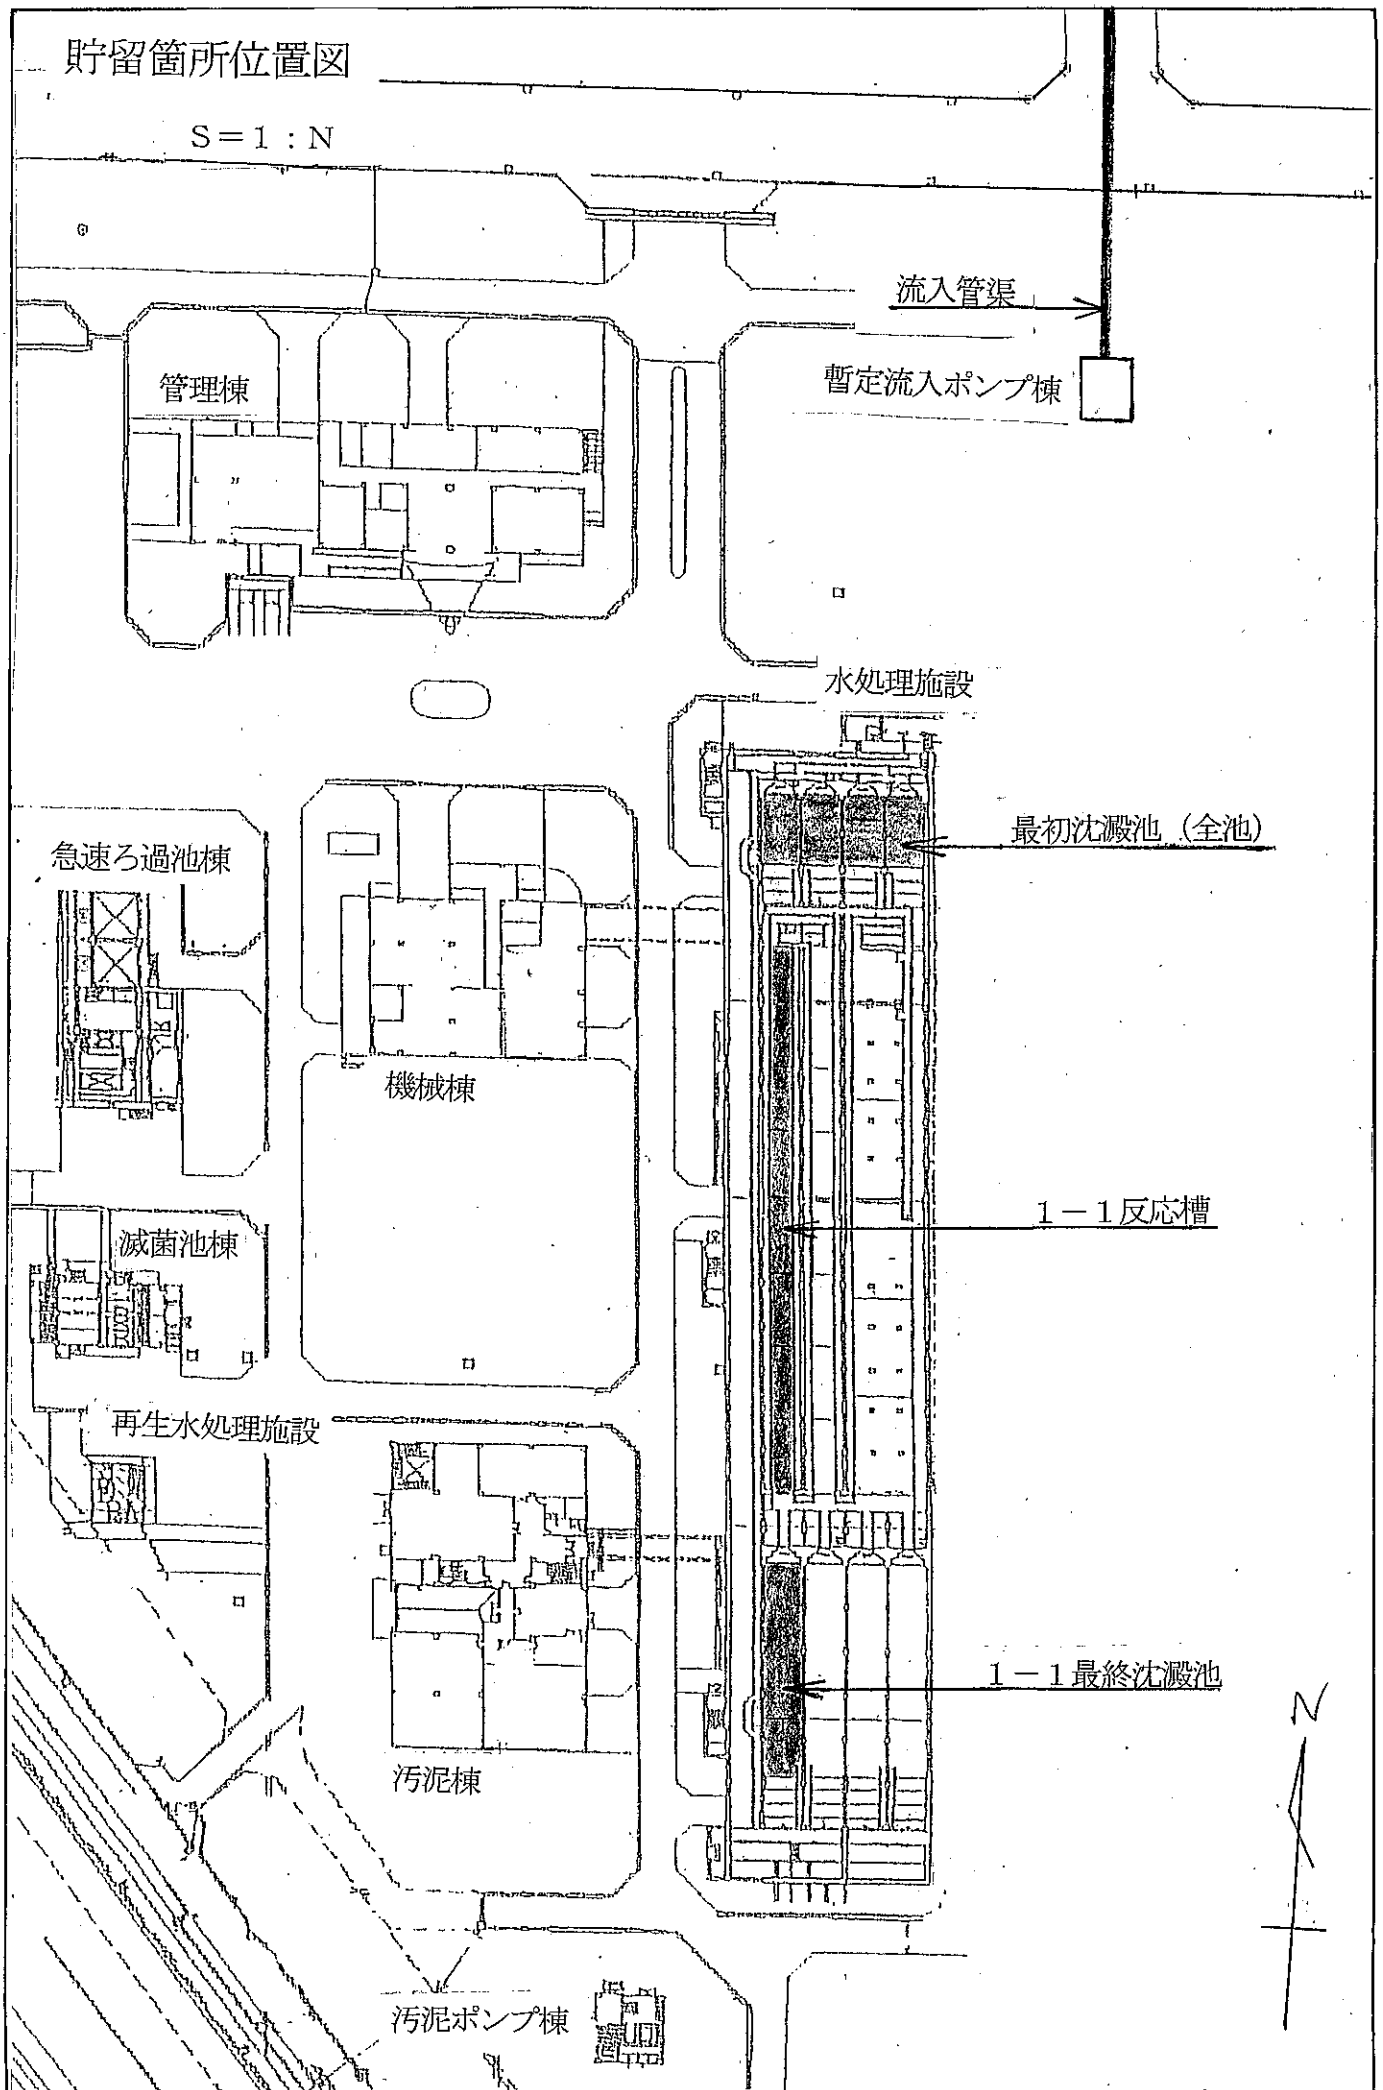 貯留箇所位置図
S=1:N
流入管渠
管理棟
暫定流入ポンプ棟
水処理施設
最初沈澱池（全池）
急速ろ過池棟
機械棟
1－1反応槽
滅菌池棟
再生水処理施設
1－1最終沈澱池
N
汚泥棟
汚泥ポンプ棟